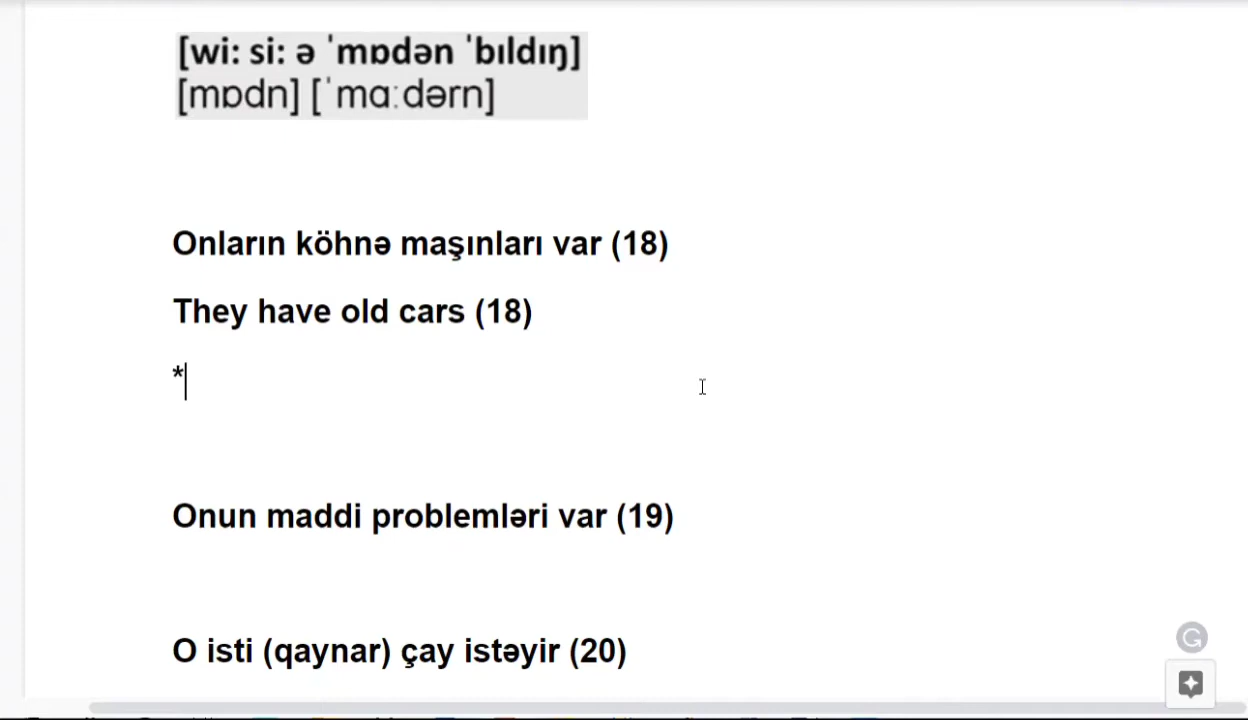 [wi: si: ə ˈmɒdən ˈbıldıŋ]
[mɒdn] [ˈmɑːdərn]
Onların köhnə maşınları var (18)
They have old cars (18)
*
Onun maddi problemləri var (19)
O isti (qaynar) çay istəyir (20)